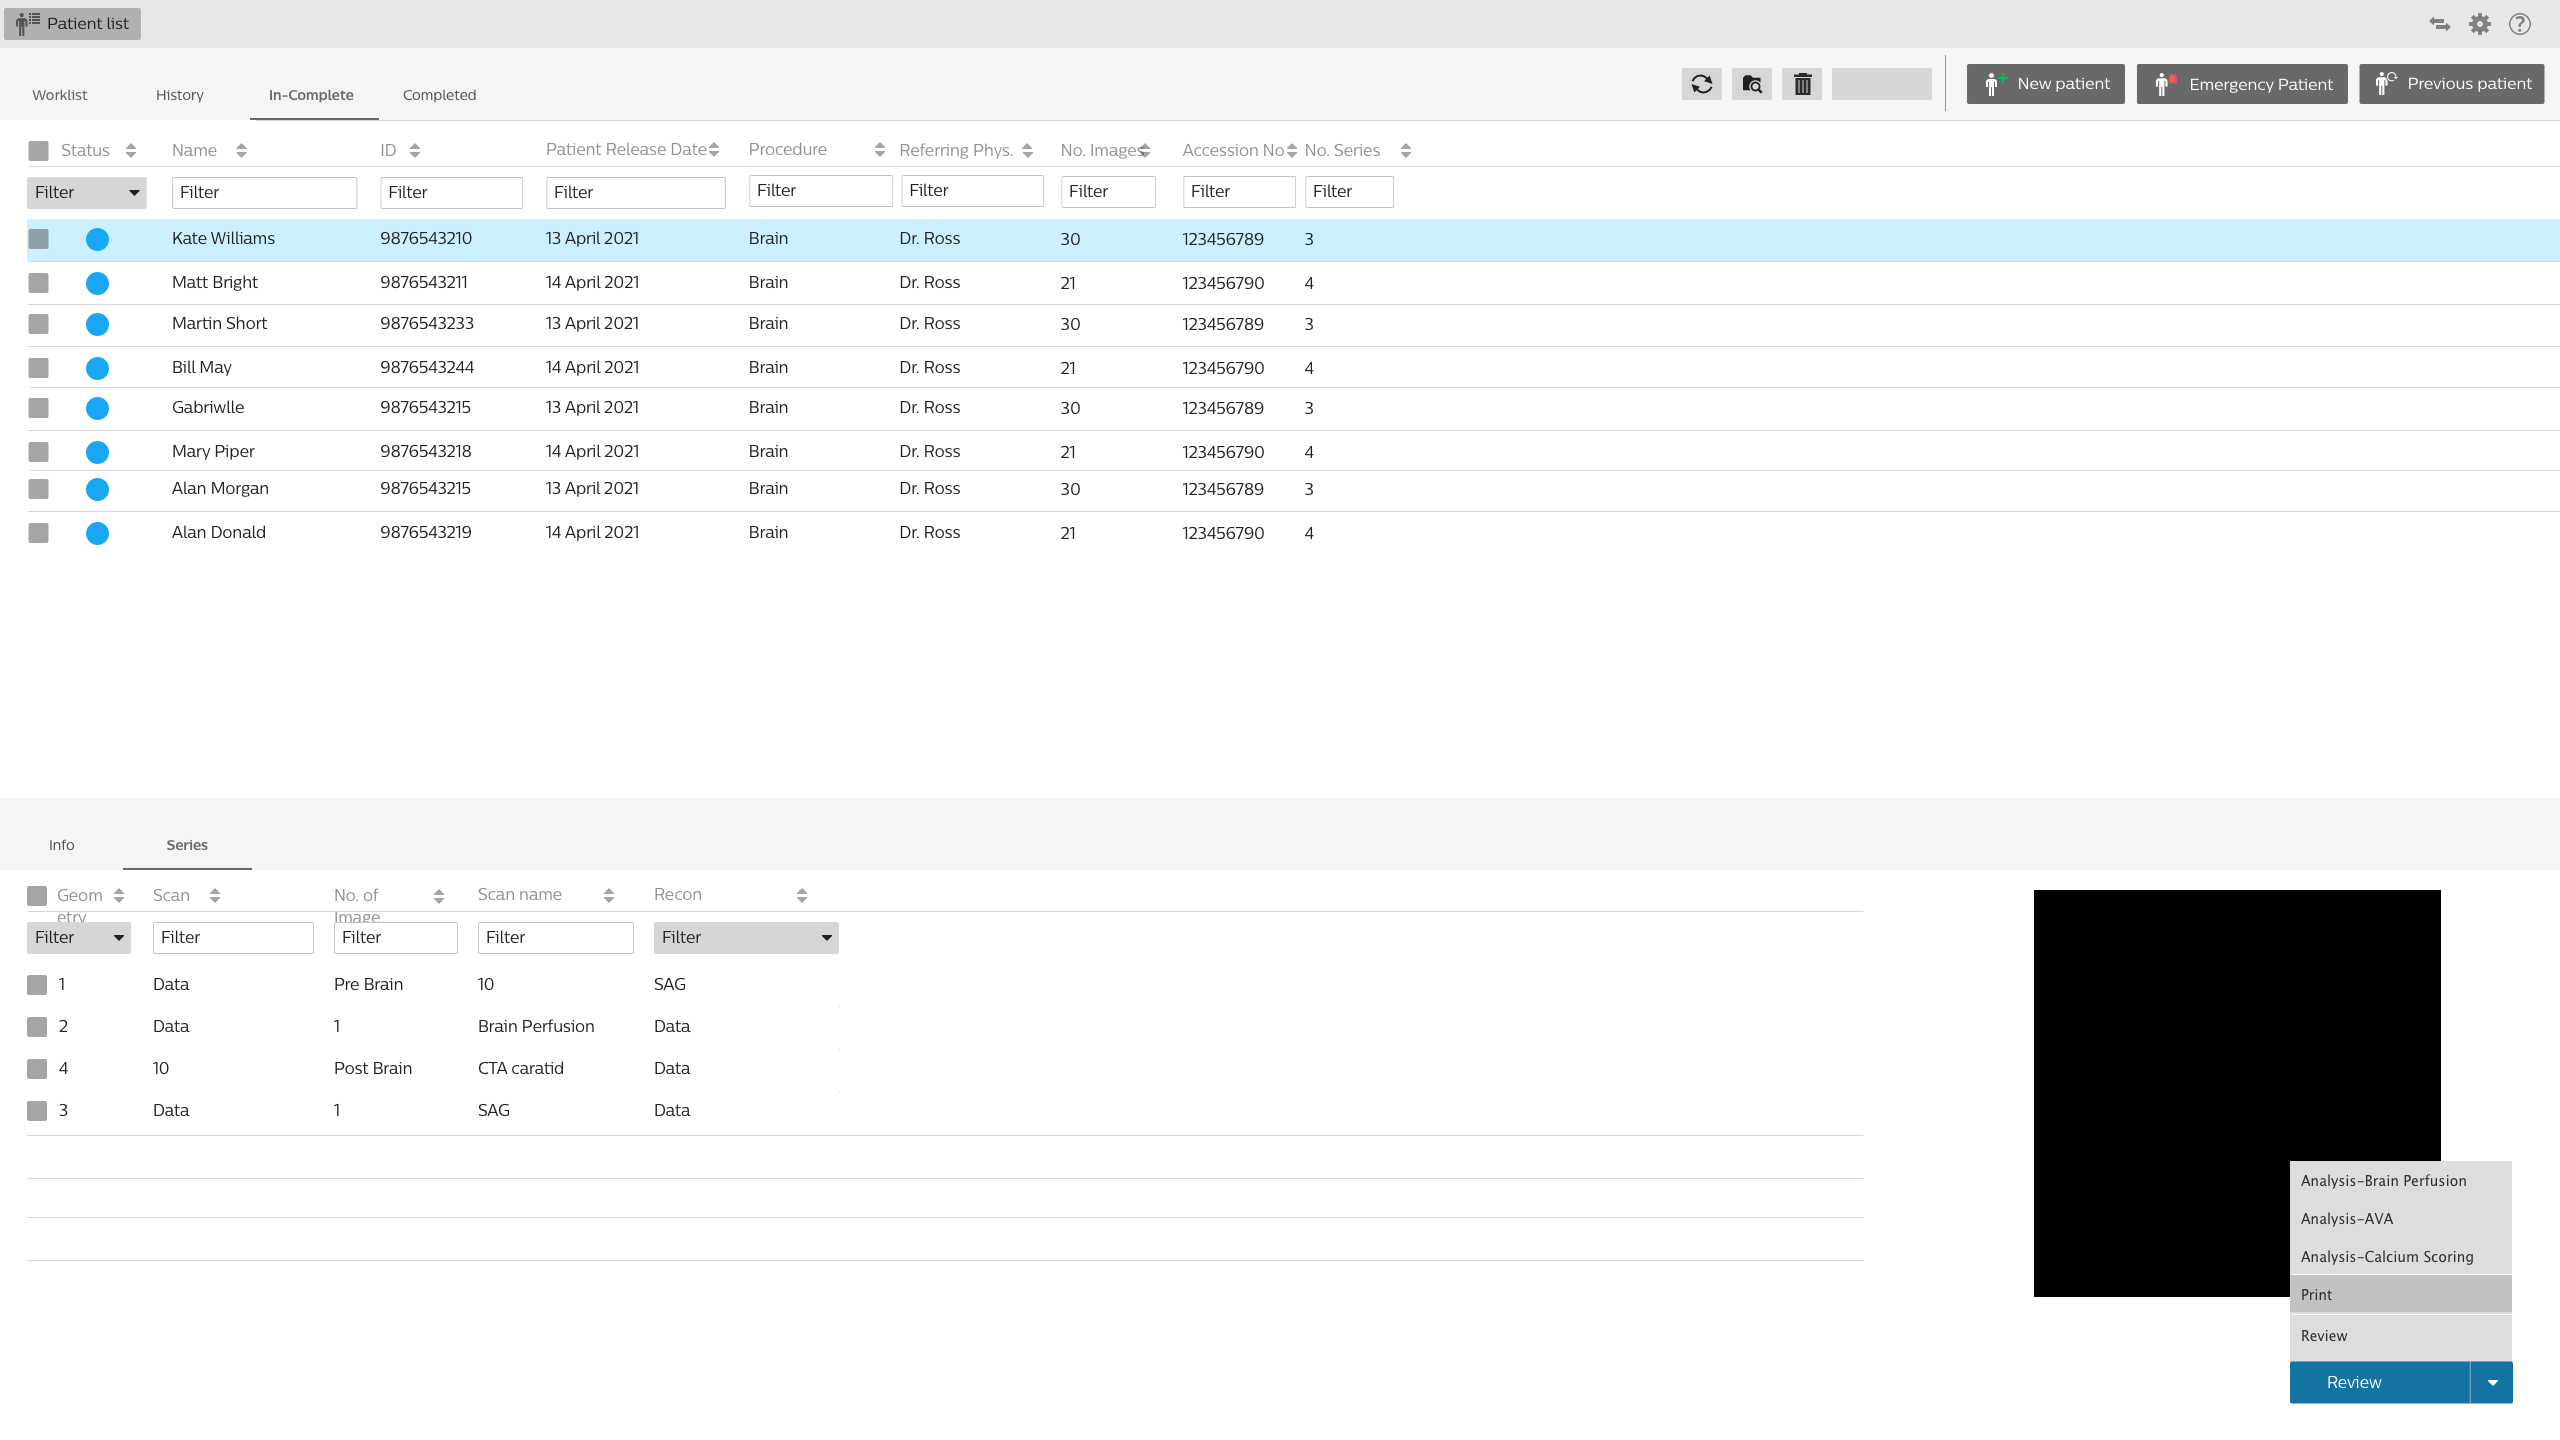 Patient list
Worklist History In-Complete Completed New patient Emergency Patient Previous patient
Status Name ID Patient Release Date Procedure Referring Phys. No. Images Accession No No. Series
Filter Filter Filter Filter Filter Filter Filter Filter Filter
Kate Williams 9876543210 13 April 2021 Brain Dr. Ross 30 123456789 3
Matt Bright 9876543211 14 April 2021 Brain Dr. Ross 21 123456790 4
Martin Short 9876543233 13 April 2021 Brain Dr. Ross 30 123456789 3
Bill May 9876543244 14 April 2021 Brain Dr. Ross 21 123456790 4
Gabriwlle 9876543215 13 April 2021 Brain Dr. Ross 30 123456789 3
Mary Piper 9876543218 14 April 2021 Brain Dr. Ross 21 123456790 4
Alan Morgan 9876543215 13 April 2021 Brain Dr. Ross 30 123456789 3
Alan Donald 9876543219 14 April 2021 Brain Dr. Ross 21 123456790 4
Info Series
Geom Scan No. of Scan name Recon
etry Image
Filter Filter Filter Filter Filter
1 Data Pre Brain 10 SAG
2 Data 1 Brain Perfusion Data
4 10 Post Brain CTA caratid Data
3 Data 1 SAG Data
Analysis-Brain Perfusion
Analysis-AVA
Analysis-Calcium Scoring
Print
Review
Review